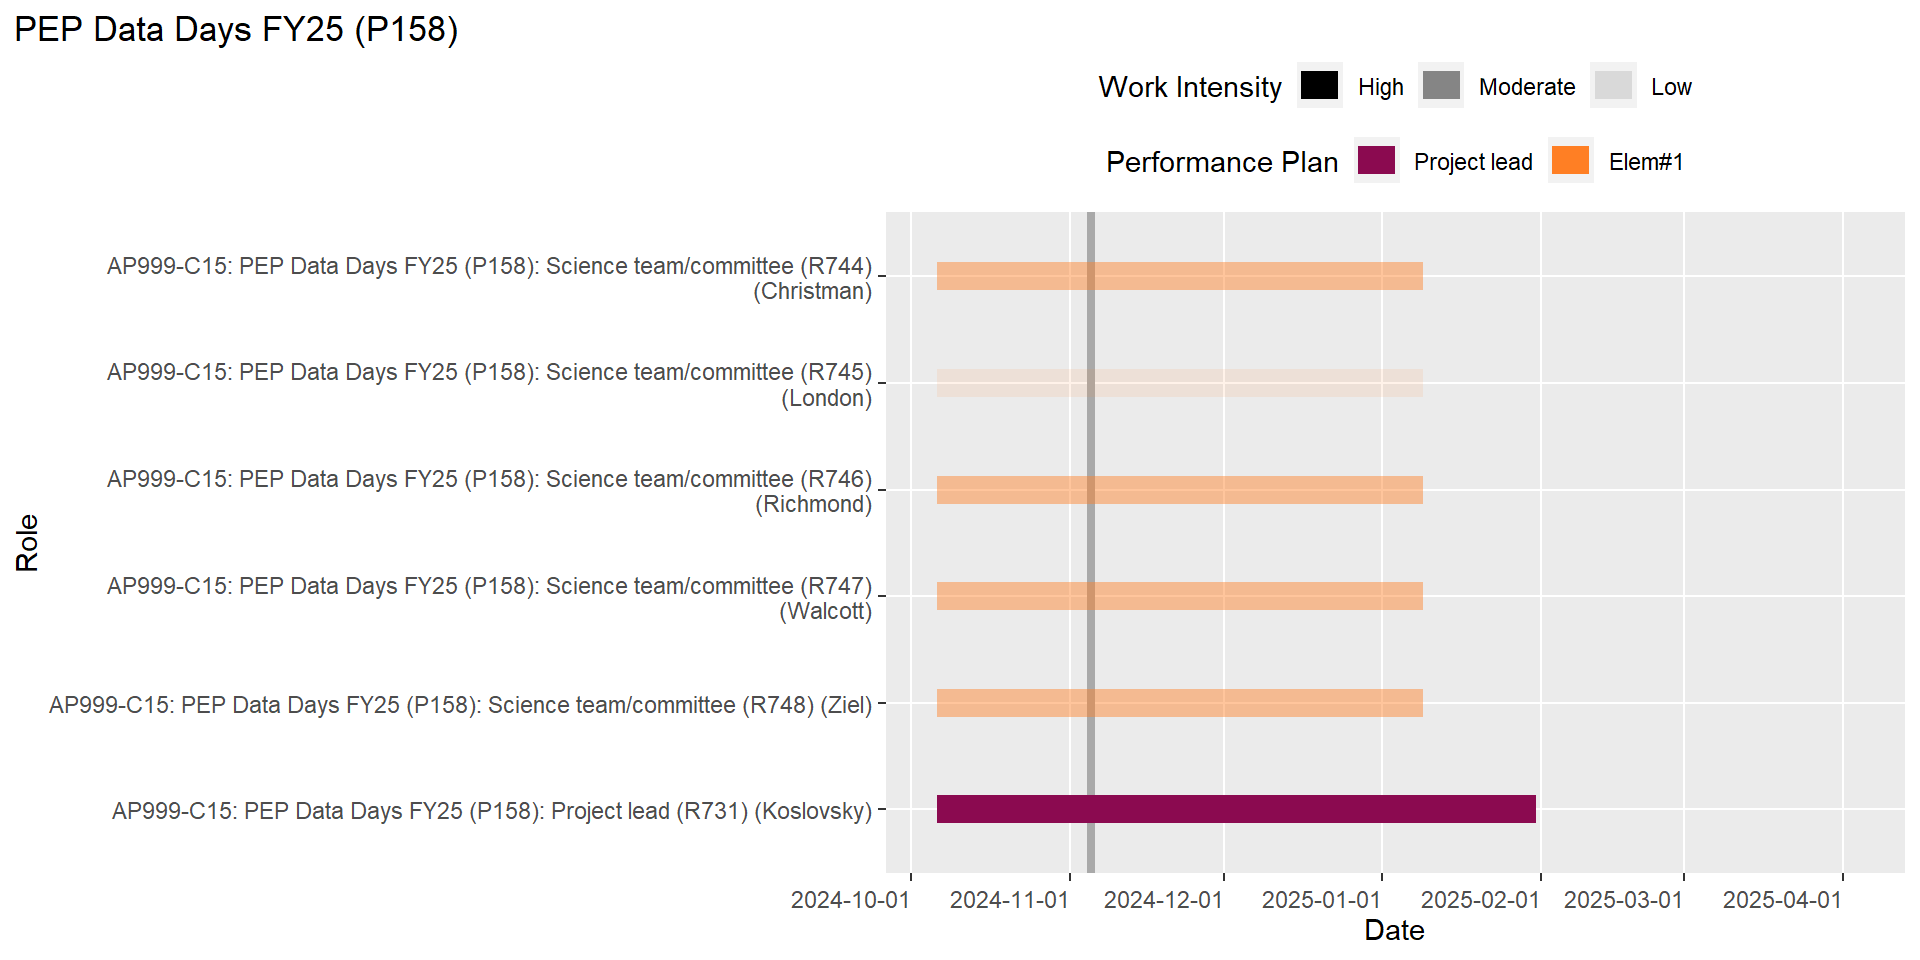 PEP Data Days FY25 (P158)
Work Intensity High Moderate Low
Performance Plan Project lead Elem#1
AP999-C15: PEP Data Days FY25 (P158): Science team/committee (R744)
(Christman)
AP999-C15: PEP Data Days FY25 (P158): Science team/committee (R745)
(London)
AP999-C15: PEP Data Days FY25 (P158): Science team/committee (R746)
(Richmond)
AP999-C15: PEP Data Days FY25 (P158): Science team/committee (R747)
(Walcott)
AP999-C15: PEP Data Days FY25 (P158): Science team/committee (R748) (Ziel)
AP999-C15: PEP Data Days FY25 (P158): Project lead (R731) (Koslovsky)
Role
2024-10-01 2024-11-01 2024-12-01 2025-01-01 2025-02-01 2025-03-01 2025-04-01
Date